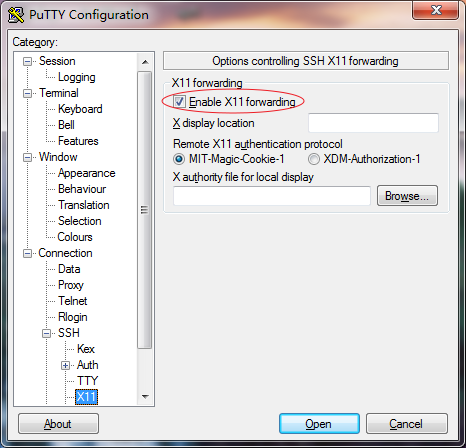 PuTTY Configuration
Category:
Session
Logging
Terminal
Keyboard
Bell
Features
Window
Appearance
Behaviour
Translation
Selection
Colours
Connection
Data
Proxy
Telnet
Rlogin
SSH
Kex
Auth
TTY
X11
Options controlling SSH X11 forwarding
X11 forwarding
Enable X11 forwarding
X display location
Remote X11 authentication protocol
MIT-Magic-Cookie-1 XDM-Authorization-1
X authority file for local display
Browse...
About Open Cancel